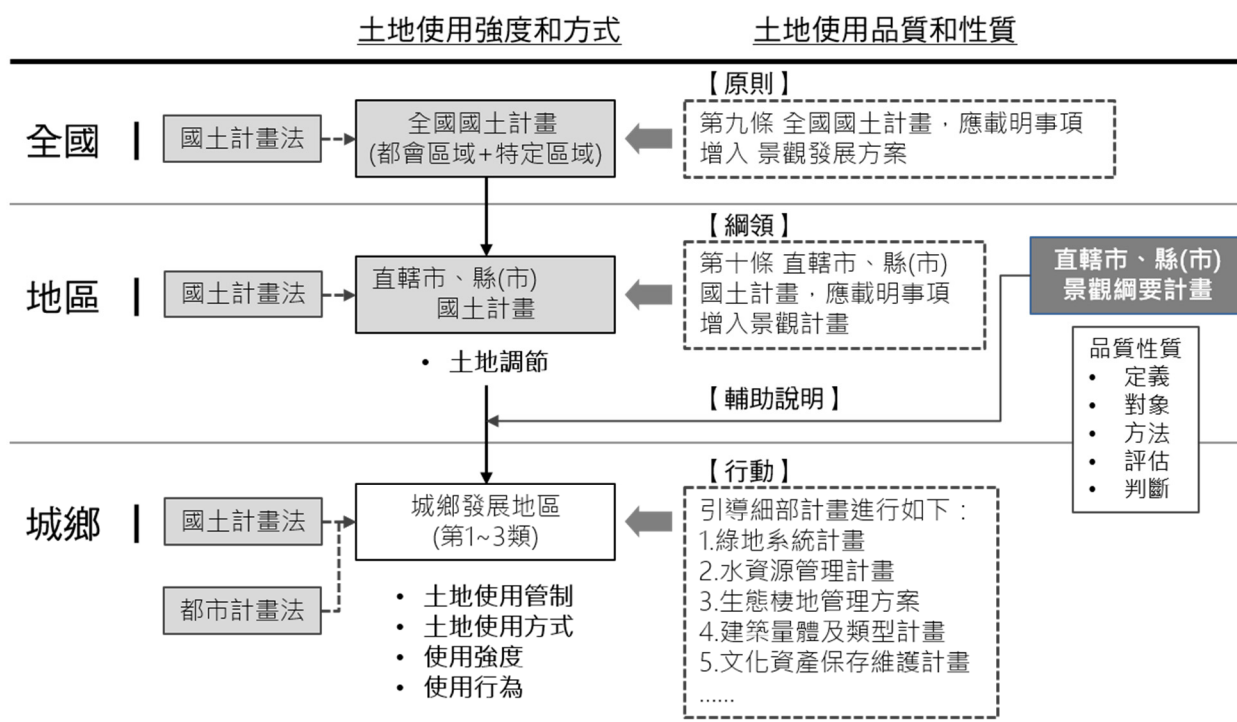 土地使用強度和方式
土地使用品質和性質
全國
國土計畫法
全國國土計畫
(都會區域+特定區域)
【原則】
第九條 全國國土計畫，應載明事項
增入 景觀發展方案
地區
國土計畫法
直轄市、縣(市)
國土計畫
• 土地調節
【綱領】
第十條 直轄市、縣(市)
國土計畫，應載明事項
增入景觀計畫
直轄市、縣(市)
景觀綱要計畫
品質性質
• 定義
• 對象
• 方法
• 評估
• 判斷
【輔助說明】
城鄉
國土計畫法
都市計畫法
城鄉發展地區
(第1~3類)
• 土地使用管制
• 土地使用方式
• 使用強度
• 使用行為
【行動】
引導細部計畫進行如下：
1.綠地系統計畫
2.水資源管理計畫
3.生態棲地管理方案
4.建築量體及類型計畫
5.文化資產保存維護計畫
......